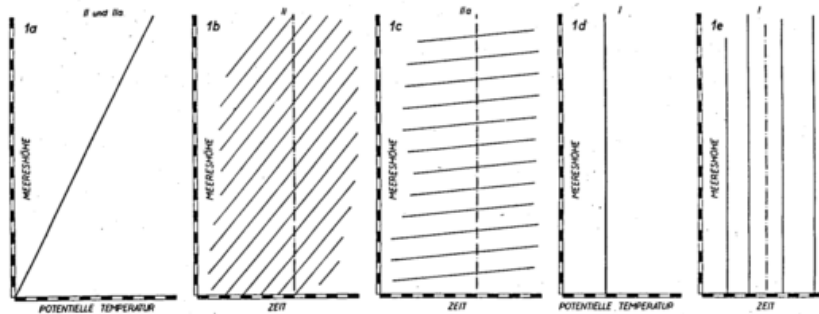 II und IIa
II
IIa
I
I
1a
1b
1c
1d
1e
MEERESHÖHE
MEERESHÖHE
MEERESHÖHE
MEERESHÖHE
MEERESHÖHE
POTENTIELLE TEMPERATUR
ZEIT
ZEIT
POTENTIELLE TEMPERATUR
ZEIT